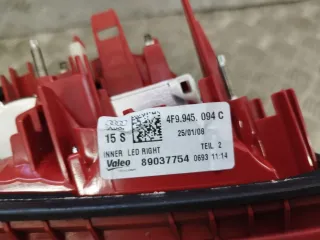 4F9.945. 094 C
15 S
25/01/08
INNER LED RIGHT TEIL 2
Valeo 89037754 0693 11:14